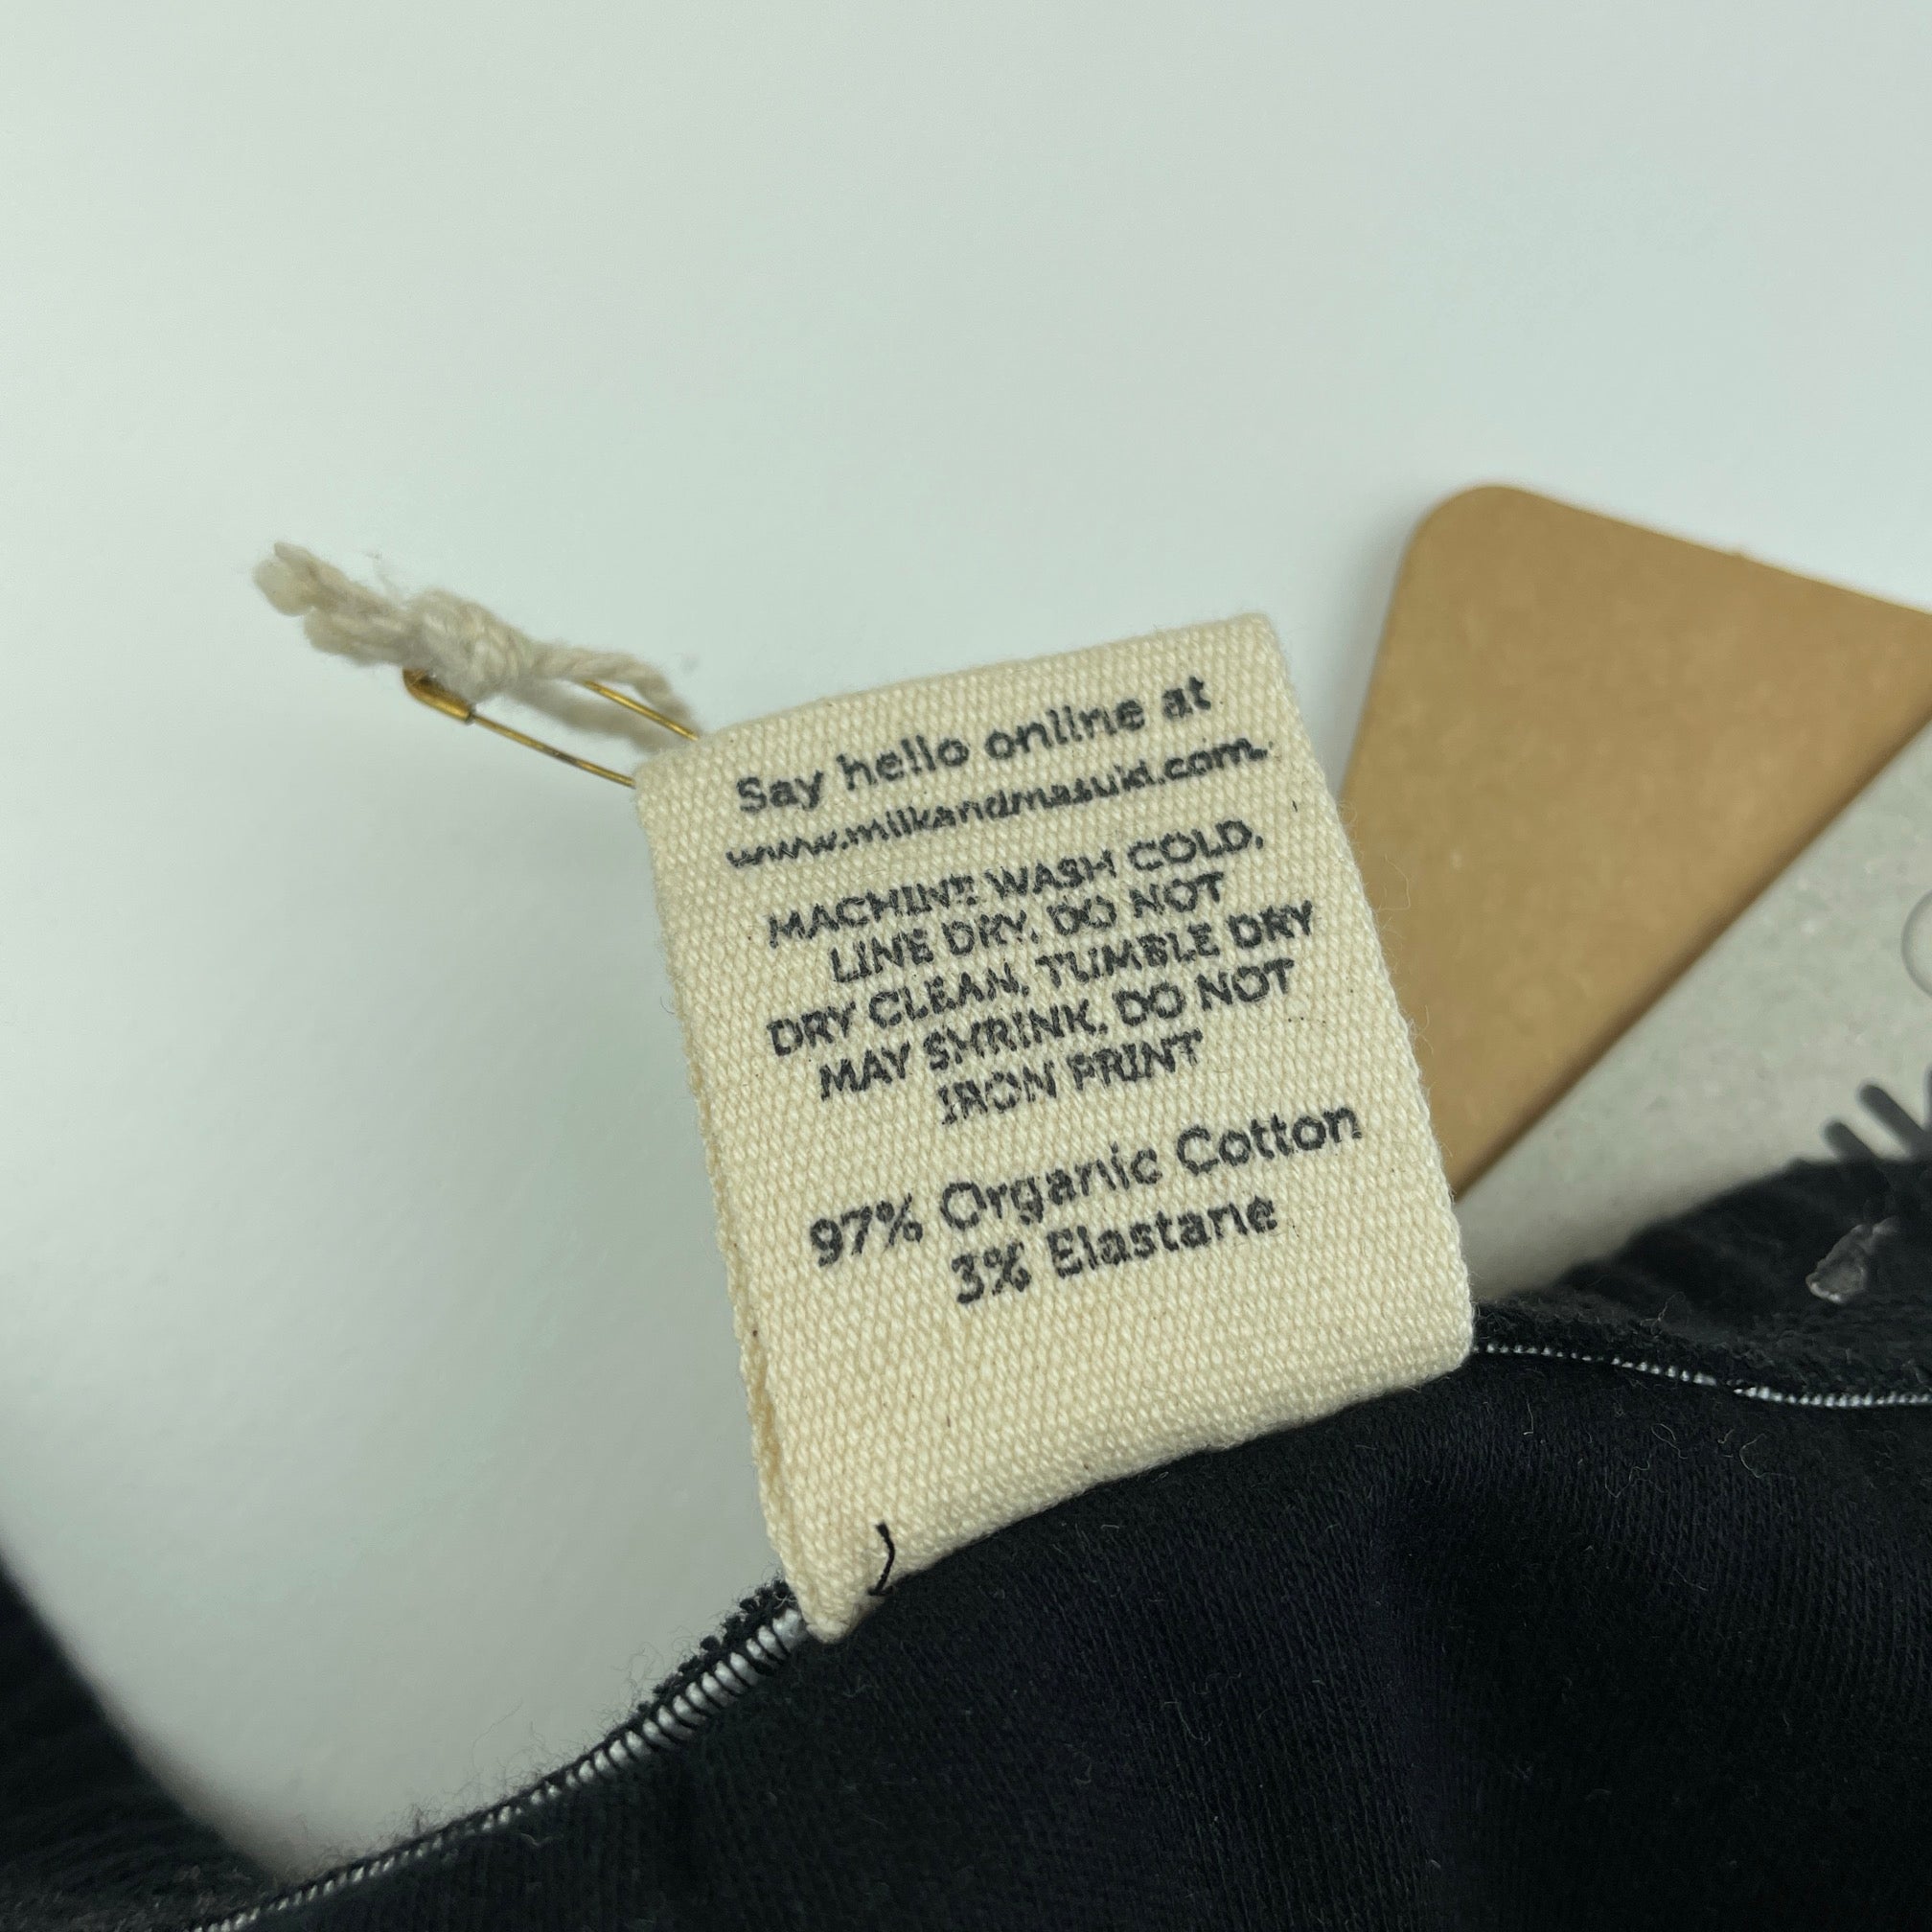 Say hello online at
www.milkandmasuki.com.
MACHINE WASH COLD,
LINE DRY, DO NOT
DRY CLEAN, TUMBLE DRY
MAY SHRINK, DO NOT
IRON PRINT
97% Organic Cotton
3% Elastane